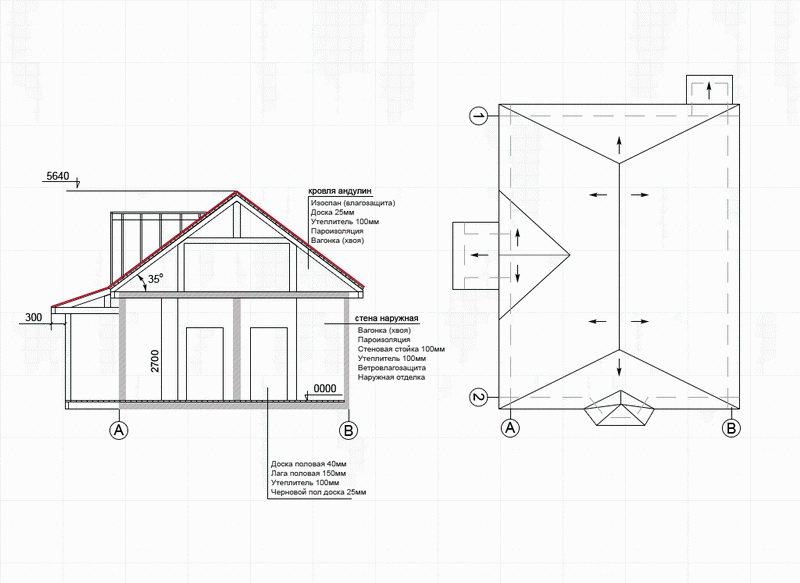 5640
кровля андулин
Изоспан (влагозащита)
Доска 25мм
Утеплитель 100мм
Пароизоляция
Вагонка (хвоя)
35°
300
стена наружная
Вагонка (хвоя)
Пароизоляция
Стеновая стойка 100мм
Утеплитель 100мм
Ветровлагозащита
Наружная отделка
2700
0000
А
В
Доска половая 40мм
Лага половая 150мм
Утеплитель 100мм
Черновой пол доска 25мм
1
2
А
В